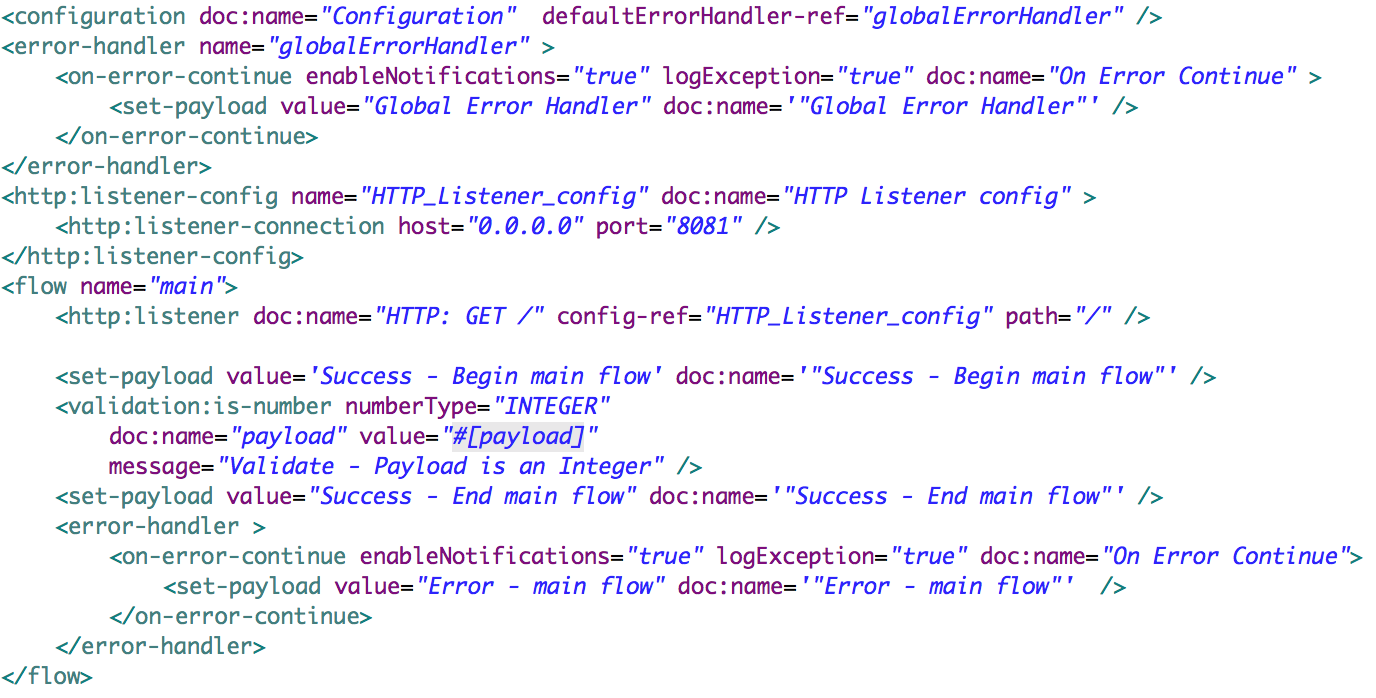 <configuration doc:name="Configuration"  defaultErrorHandler-ref="globalErrorHandler" />
<error-handler name="globalErrorHandler" >
    <on-error-continue enableNotifications="true" logException="true" doc:name="On Error Continue" >
        <set-payload value="Global Error Handler" doc:name='"Global Error Handler"' />
    </on-error-continue>
</error-handler>
<http:listener-config name="HTTP_Listener_config" doc:name="HTTP Listener config" >
    <http:listener-connection host="0.0.0.0" port="8081" />
</http:listener-config>
<flow name="main">
    <http:listener doc:name="HTTP: GET /" config-ref="HTTP_Listener_config" path="/" />
    <set-payload value='Success - Begin main flow' doc:name='"Success - Begin main flow"' />
    <validation:is-number numberType="INTEGER"
        doc:name="payload" value="#[payload]"
        message="Validate - Payload is an Integer" />
    <set-payload value="Success - End main flow" doc:name='"Success - End main flow"' />
    <error-handler >
        <on-error-continue enableNotifications="true" logException="true" doc:name="On Error Continue">
            <set-payload value="Error - main flow" doc:name='"Error - main flow"'  />
        </on-error-continue>
    </error-handler>
</flow>